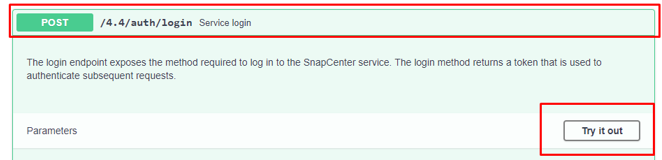 POST /4.4/auth/login Service login
The login endpoint exposes the method required to log in to the SnapCenter service. The login method returns a token that is used to
authenticate subsequent requests.
Parameters Try it out